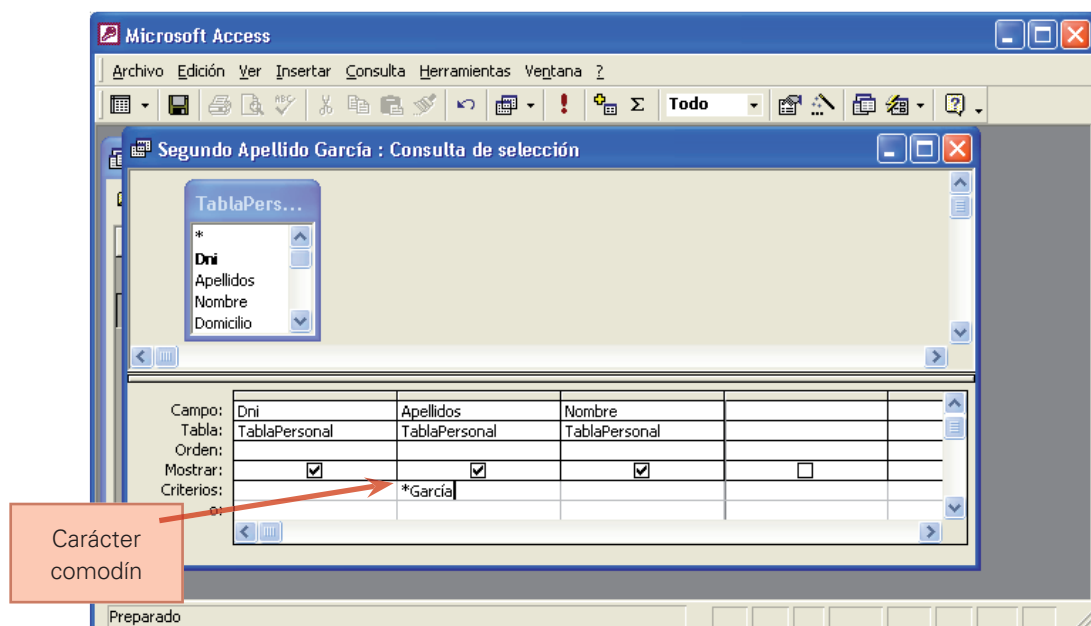 Microsoft Access
Archivo Edición Ver Insertar Consulta Herramientas Ventana ?
ABC
Σ Todo
Segundo Apellido García : Consulta de selección
TablaPers...
*
Dni
Apellidos
Nombre
Domicilio
Campo: Dni Apellidos Nombre
Tabla: TablaPersonal TablaPersonal TablaPersonal
Orden:
Mostrar:
Criterios: *García
o:
Carácter
comodín
Preparado